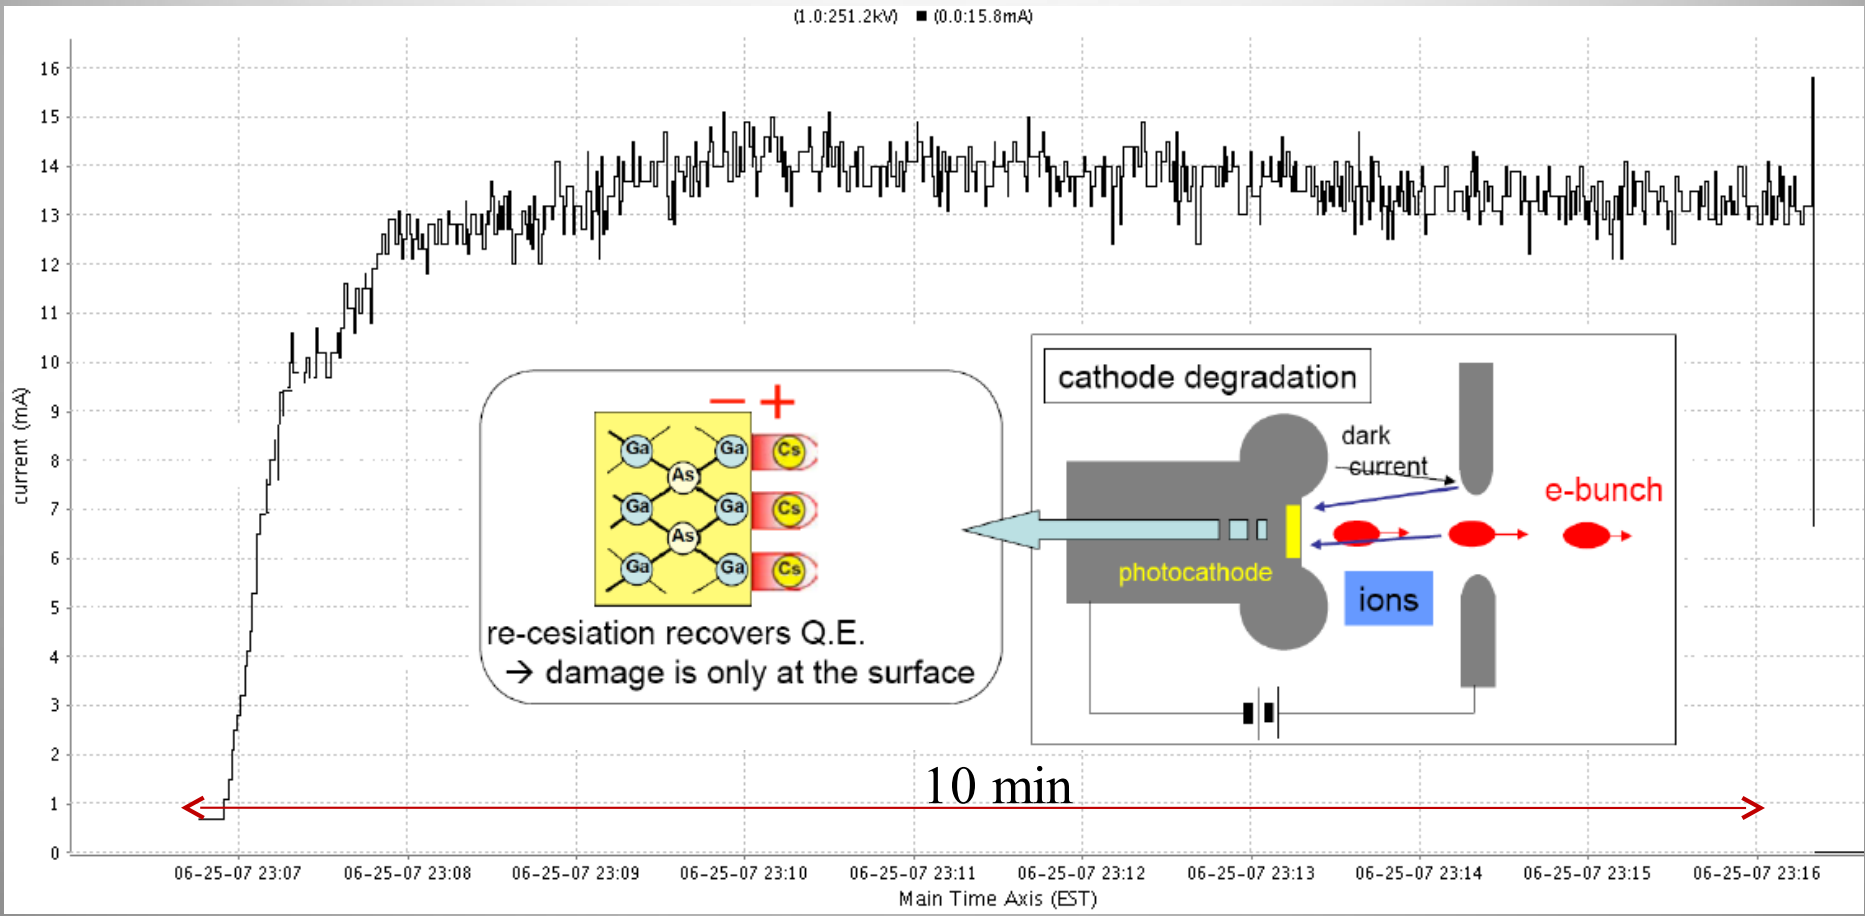 (1.0:251.2kV) ■ (0.0:15.8mA)
16
15
14
13
12
11
10
9
8
7
6
5
4
3
2
1
0
current (mA)
− +
Ga
Ga
Cs
As
Ga
Ga
Cs
As
Ga
Ga
Cs
re-cesiation recovers Q.E.
→ damage is only at the surface
cathode degradation
dark
current
e-bunch
photocathode
ions
10 min
06-25-07 23:07
06-25-07 23:08
06-25-07 23:09
06-25-07 23:10
06-25-07 23:11
06-25-07 23:12
06-25-07 23:13
06-25-07 23:14
06-25-07 23:15
06-25-07 23:16
Main Time Axis (EST)